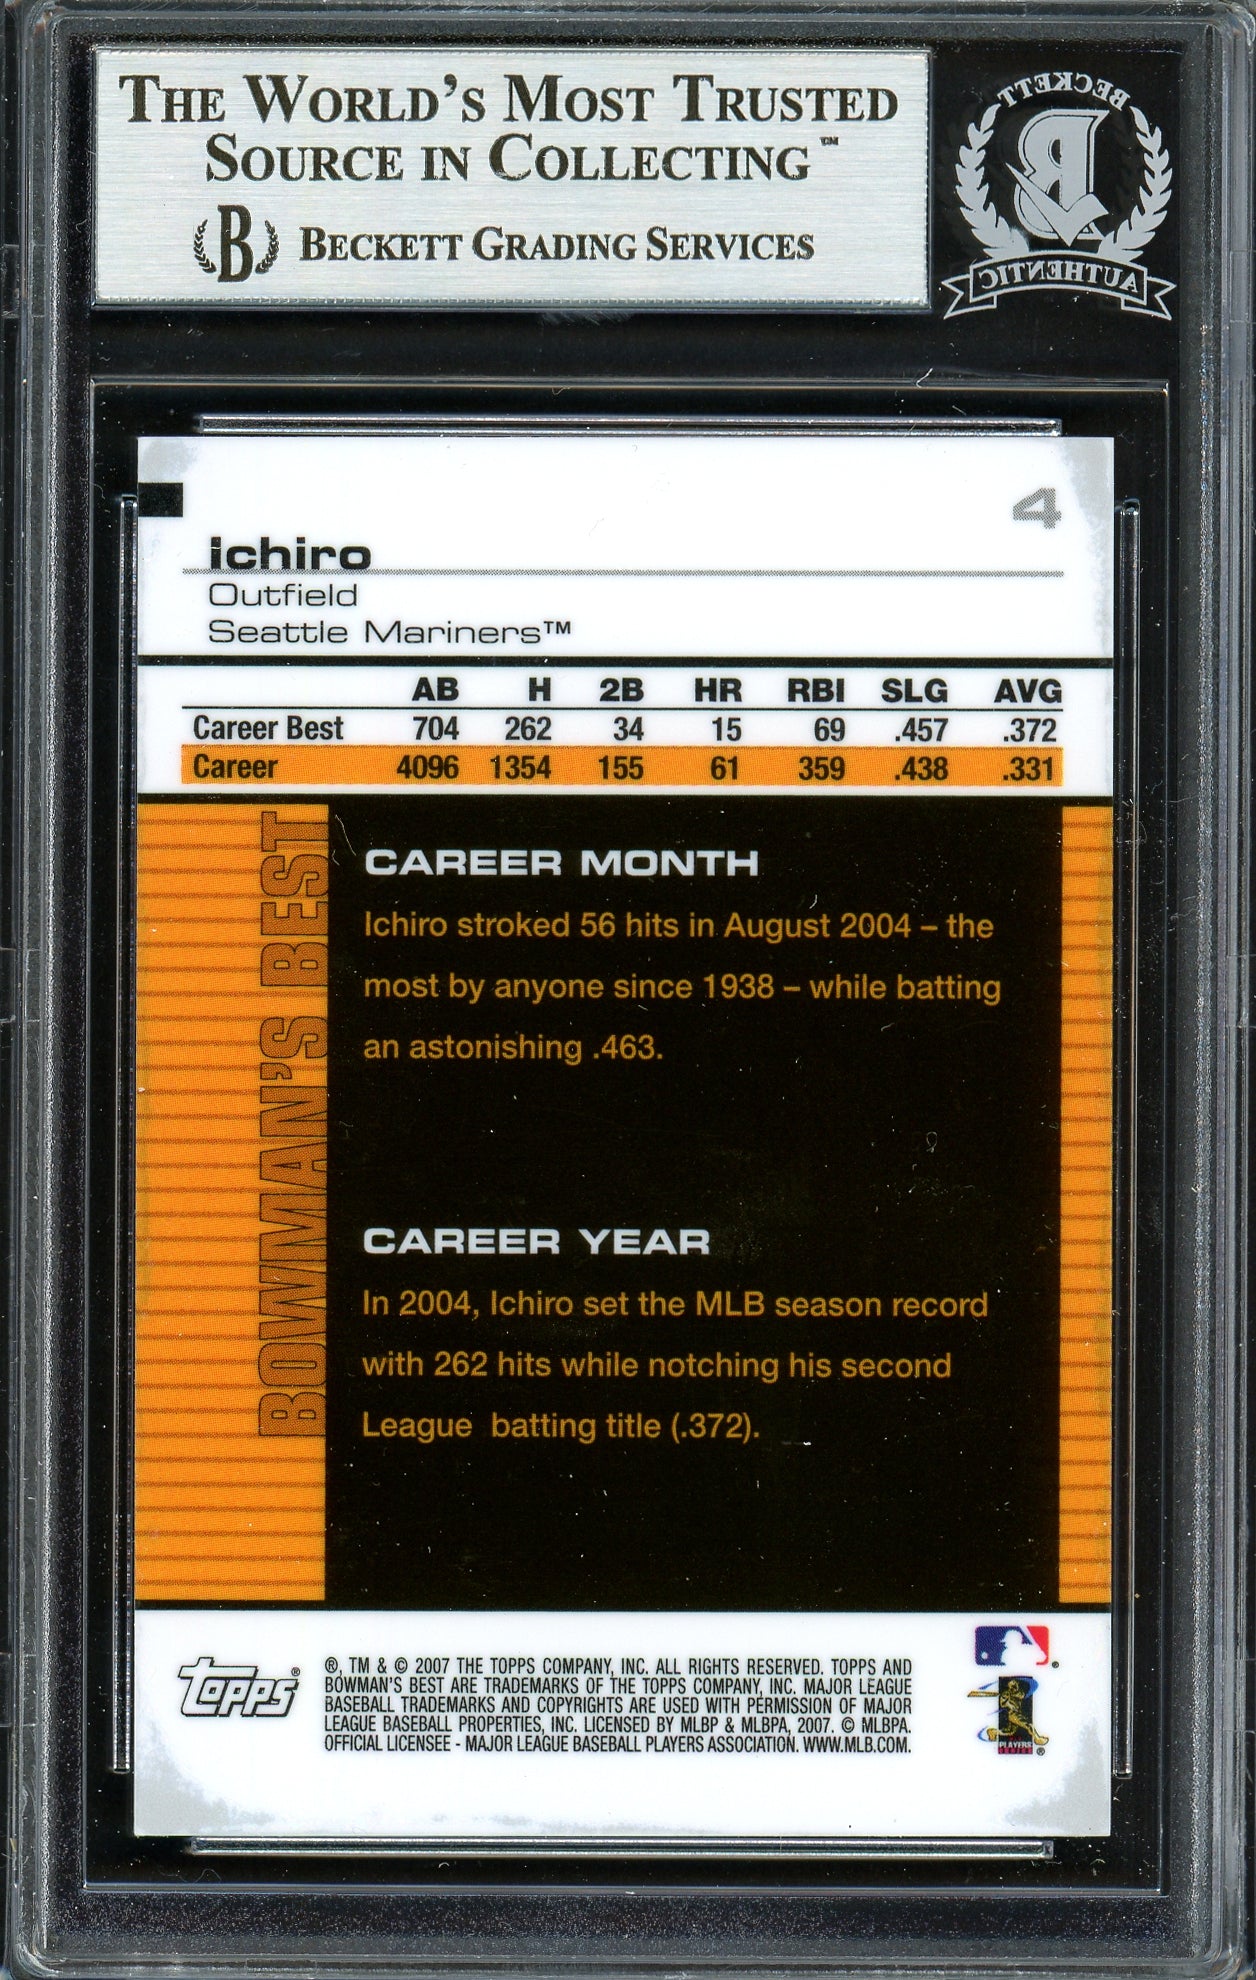 THE WORLD'S MOST TRUSTED
SOURCE IN COLLECTING™
B BECKETT GRADING SERVICES
BECKETT
B
AUTHENTIC
4
Ichiro
Outfield
Seattle Mariners™
AB H 2B HR RBI SLG AVG
Career Best 704 262 34 15 69 .457 .372
Career 4096 1354 155 61 359 .438 .331
BOWMAN'S BEST
CAREER MONTH
Ichiro stroked 56 hits in August 2004 – the
most by anyone since 1938 – while batting
an astonishing .463.
CAREER YEAR
In 2004, Ichiro set the MLB season record
with 262 hits while notching his second
League batting title (.372).
topps®
®, TM & © 2007 THE TOPPS COMPANY, INC. ALL RIGHTS RESERVED. TOPPS AND
BOWMAN'S BEST ARE TRADEMARKS OF THE TOPPS COMPANY, INC. MAJOR LEAGUE
BASEBALL TRADEMARKS AND COPYRIGHTS ARE USED WITH PERMISSION OF MAJOR
LEAGUE BASEBALL PROPERTIES, INC. LICENSED BY MLBP & MLBPA, 2007. © MLBPA.
OFFICIAL LICENSEE - MAJOR LEAGUE BASEBALL PLAYERS ASSOCIATION. WWW.MLB.COM.
®
PLAYERS
CHOICE ®